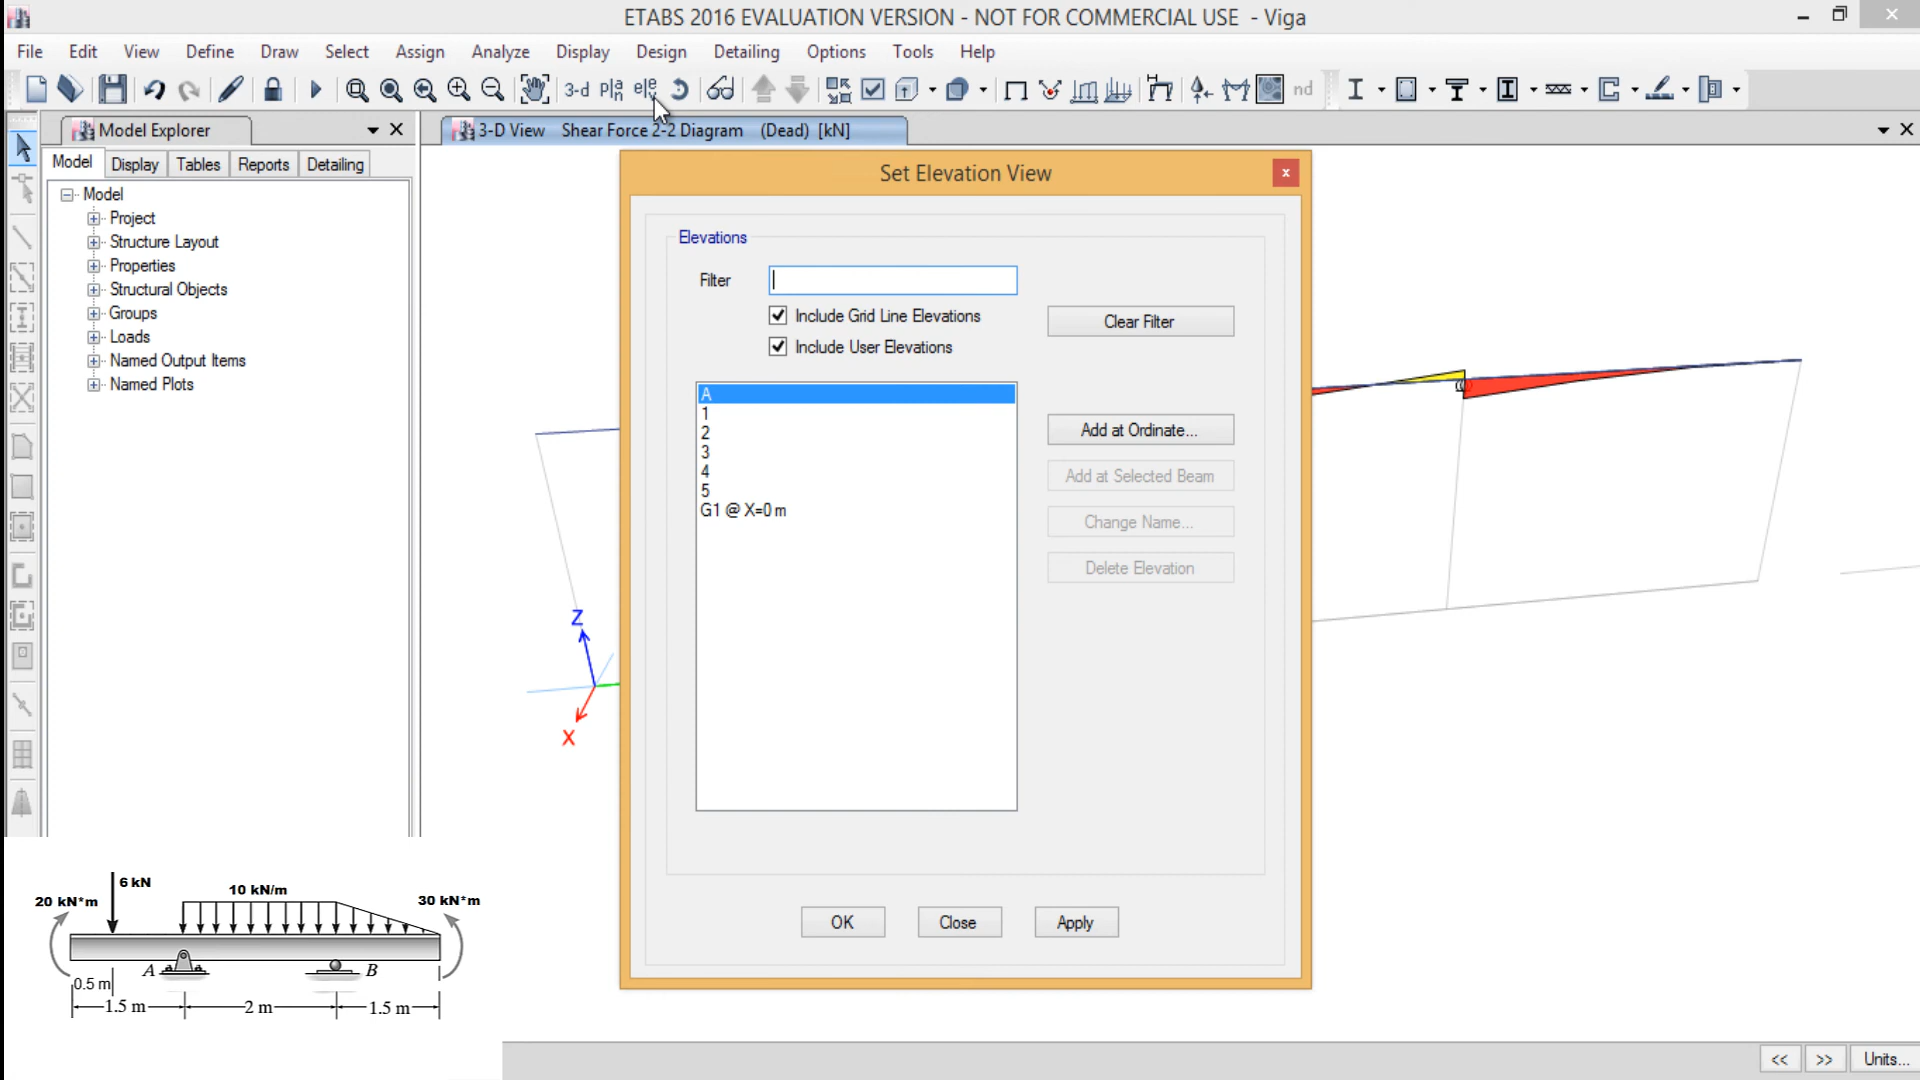 ETABS 2016 EVALUATION VERSION - NOT FOR COMMERCIAL USE - Viga
File Edit View Define Draw Select Assign Analyze Display Design Detailing Options Tools Help
3-d pla n ele v nd
Model Explorer
3-D View Shear Force 2-2 Diagram (Dead) [kN]
Model Display Tables Reports Detailing
Model
Project
Structure Layout
Properties
Structural Objects
Groups
Loads
Named Output Items
Named Plots
Set Elevation View
x
Elevations
Filter
Include Grid Line Elevations
Include User Elevations
Clear Filter
A
1
2
3
4
5
G1 @ X=0 m
Add at Ordinate...
Add at Selected Beam
Change Name...
Delete Elevation
OK Close Apply
Z
X
6 kN
20 kN*m
10 kN/m
30 kN*m
A
B
0.5 m
1.5 m
2 m
1.5 m
<< >> Units...